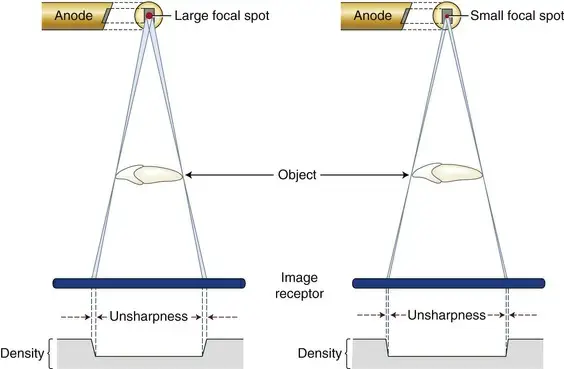 Anode
Large focal spot
Anode
Small focal spot
Object
Image
receptor
Unsharpness
Unsharpness
Density
Density